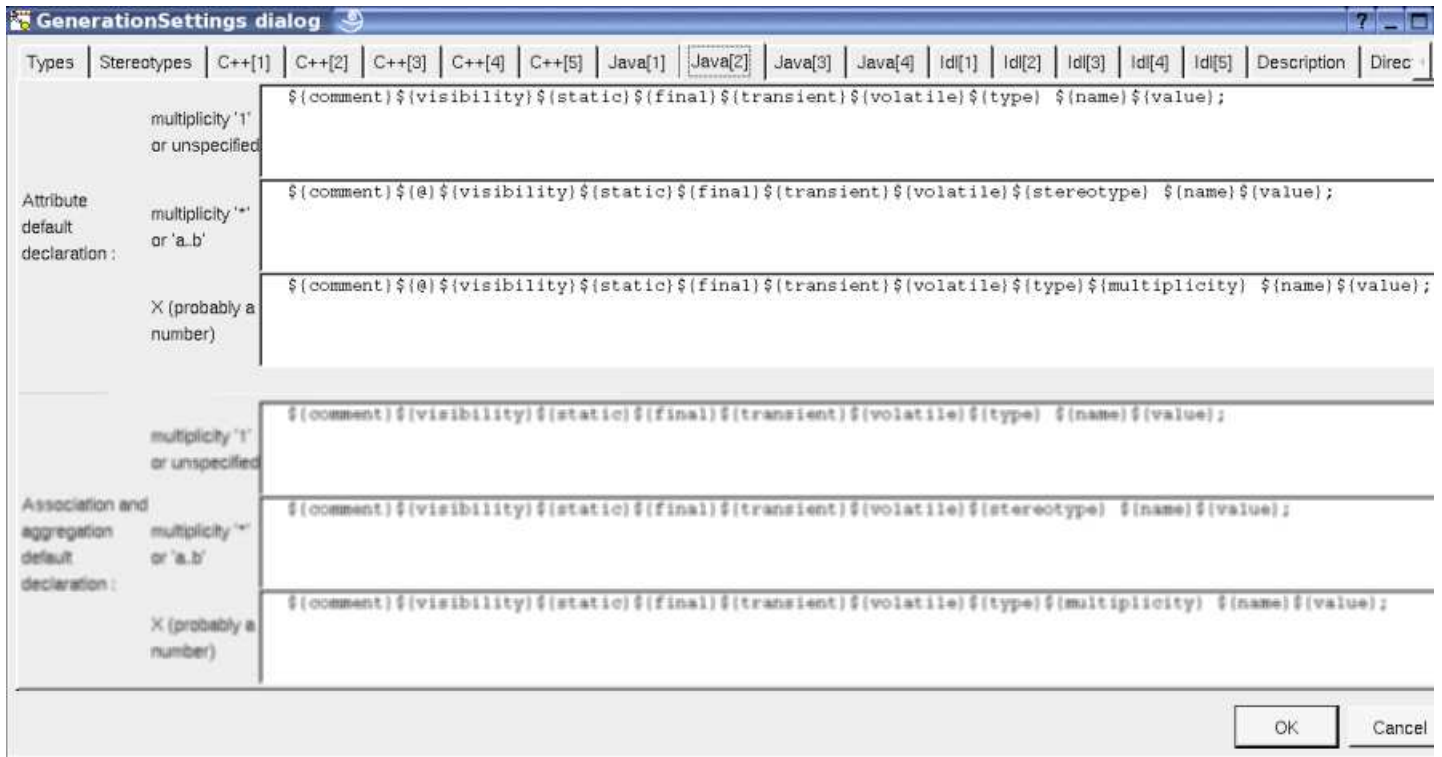 GenerationSettings dialog
Types Stereotypes C++[1] C++[2] C++[3] C++[4] C++[5] Java[1] Java[2] Java[3] Java[4] Idl[1] Idl[2] Idl[3] Idl[4] Idl[5] Description Direc
Attribute
default
declaration :
multiplicity '1'
or unspecified
${comment}${visibility}${static}${final}${transient}${volatile}${type} ${name}${value};
multiplicity '*'
or 'a..b'
${comment}${@}${visibility}${static}${final}${transient}${volatile}${stereotype} ${name}${value};
X (probably a
number)
${comment}${@}${visibility}${static}${final}${transient}${volatile}${type}${multiplicity} ${name}${value};
Association and
aggregation
default
declaration :
multiplicity '1'
or unspecified
${comment}${visibility}${static}${final}${transient}${volatile}${type} ${name}${value};
multiplicity '*'
or 'a..b'
${comment}${visibility}${static}${final}${transient}${volatile}${stereotype} ${name}${value};
X (probably a
number)
${comment}${visibility}${static}${final}${transient}${volatile}${type}${multiplicity} ${name}${value};
OK Cancel